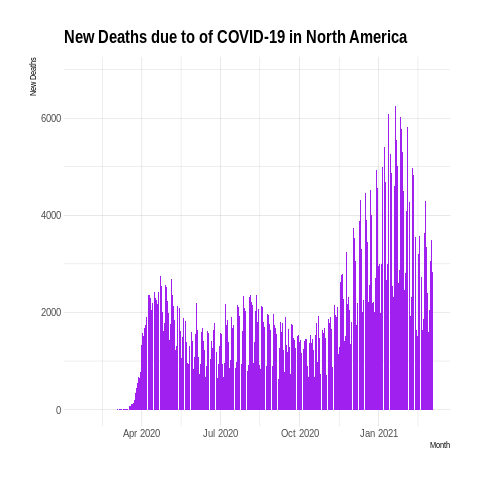 New Deaths due to of COVID-19 in North America
New Deaths
6000
4000
2000
0
Apr 2020 Jul 2020 Oct 2020 Jan 2021
Month